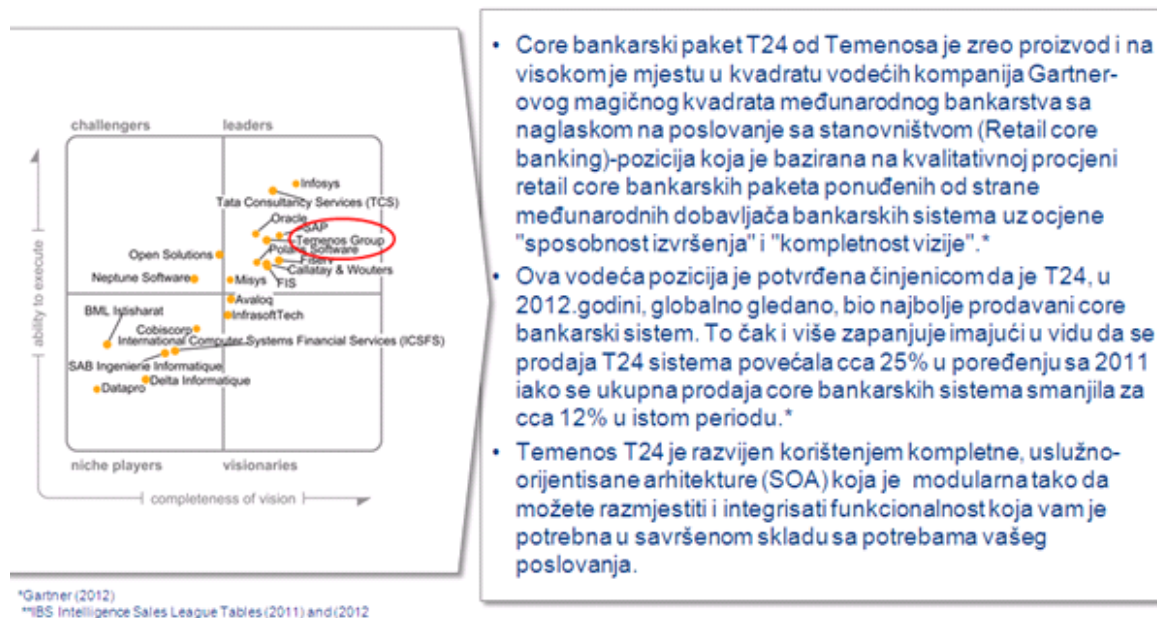 challengers
leaders
Infosys
Tata Consultancy Services (TCS)
Oracle
SAP
Temenos Group
Polaris Software
Fiserv
Callatay & Wouters
FIS
Open Solutions
Neptune Software
Misys
Avaloq
InfrasoftTech
BML Istisharat
Cobiscorp
International Computer Systems Financial Services (ICSFS)
SAB Ingenierie Informatique
Delta Informatique
Datapro
niche players
visionaries
ability to execute
completeness of vision
*Gartner (2012)
**IBS Intelligence Sales League Tables (2011) and (2012
• Core bankarski paket T24 od Temenosa je zreo proizvod i na
visokom je mjestu u kvadratu vodećih kompanija Gartner-
ovog magičnog kvadrata međunarodnog bankarstva sa
naglaskom na poslovanje sa stanovništvom (Retail core
banking)-pozicija koja je bazirana na kvalitativnoj procjeni
retail core bankarskih paketa ponuđenih od strane
međunarodnih dobavljača bankarskih sistema uz ocjene
"sposobnost izvršenja" i "kompletnost vizije".*
• Ova vodeća pozicija je potvrđena činjenicom da je T24, u
2012.godini, globalno gledano, bio najbolje prodavani core
bankarski sistem. To čak i više zapanjuje imajući u vidu da se
prodaja T24 sistema povećala cca 25% u poređenju sa 2011
iako se ukupna prodaja core bankarskih sistema smanjila za
cca 12% u istom periodu.*
• Temenos T24 je razvijen korištenjem kompletne, uslužno-
orijentisane arhitekture (SOA) koja je modularna tako da
možete razmjestiti i integrisati funkcionalnost koja vam je
potrebna u savršenom skladu sa potrebama vašeg
poslovanja.